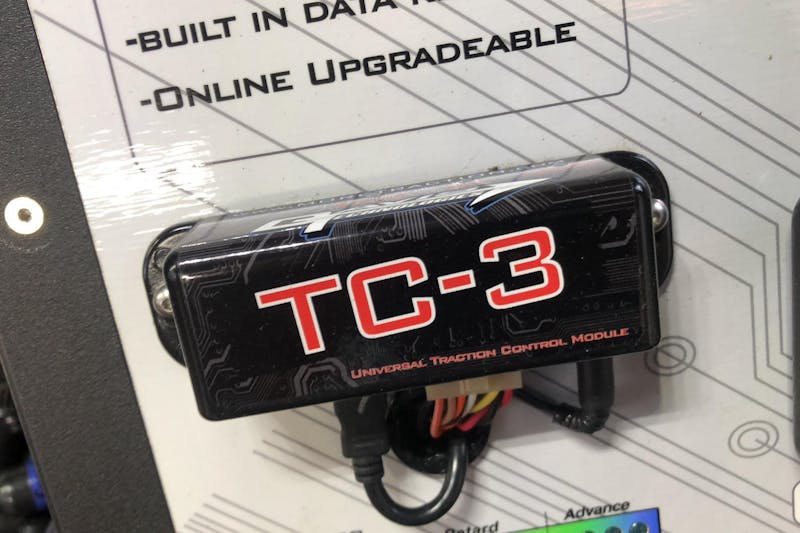 -BUILT IN DATA
-ONLINE UPGRADEABLE
TC-3
UNIVERSAL TRACTION CONTROL MODULE
Retard
Advance